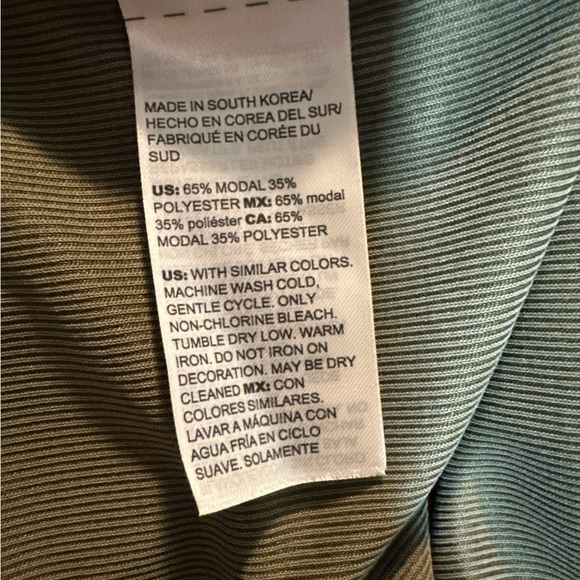 MADE IN SOUTH KOREA/
HECHO EN COREA DEL SUR/
FABRIQUÉ EN CORÉE DU
SUD
US: 65% MODAL 35%
POLYESTER MX: 65% modal
35% poliéster CA: 65%
MODAL 35% POLYESTER
US: WITH SIMILAR COLORS.
MACHINE WASH COLD,
GENTLE CYCLE. ONLY
NON-CHLORINE BLEACH.
TUMBLE DRY LOW. WARM
IRON. DO NOT IRON ON
DECORATION. MAY BE DRY
CLEANED MX: CON
COLORES SIMILARES.
LAVAR A MÁQUINA CON
AGUA FRÍA EN CICLO
SUAVE. SOLAMENTE